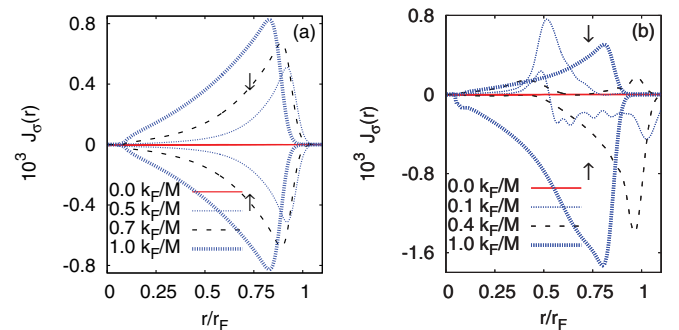 (a)
10³ J_σ(r)
0.8
0.4
0
-0.4
-0.8
↓
↑
0.0 k_F/M
0.5 k_F/M
0.7 k_F/M
1.0 k_F/M
0 0.25 0.5 0.75 1
r/r_F
(b)
10³ J_σ(r)
0.8
0
-0.8
-1.6
↓
↑
0.0 k_F/M
0.1 k_F/M
0.4 k_F/M
1.0 k_F/M
0 0.25 0.5 0.75 1
r/r_F